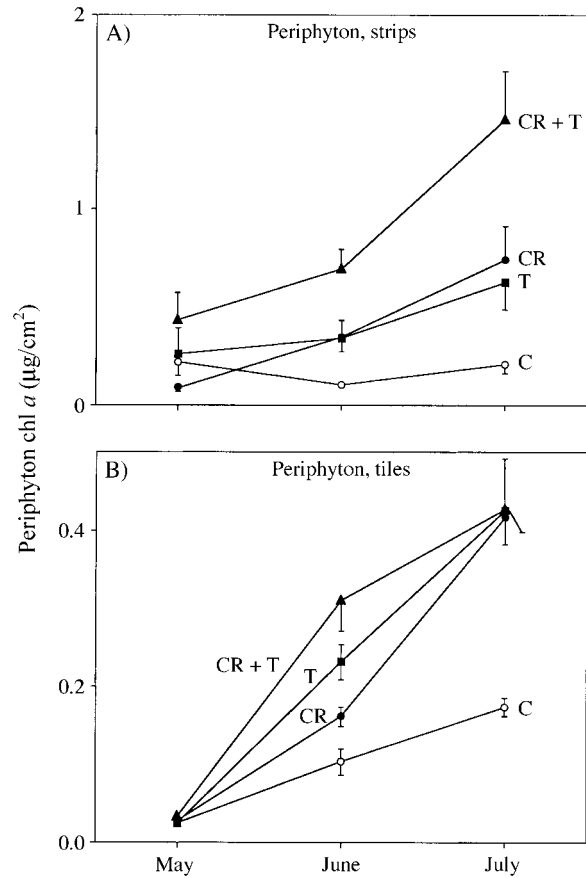 2
A)
Periphyton, strips
CR + T
1
CR
T
C
0
Periphyton chl a (µg/cm²)
B)
Periphyton, tiles
0.4
CR + T
T
0.2
CR
C
0.0
May June July